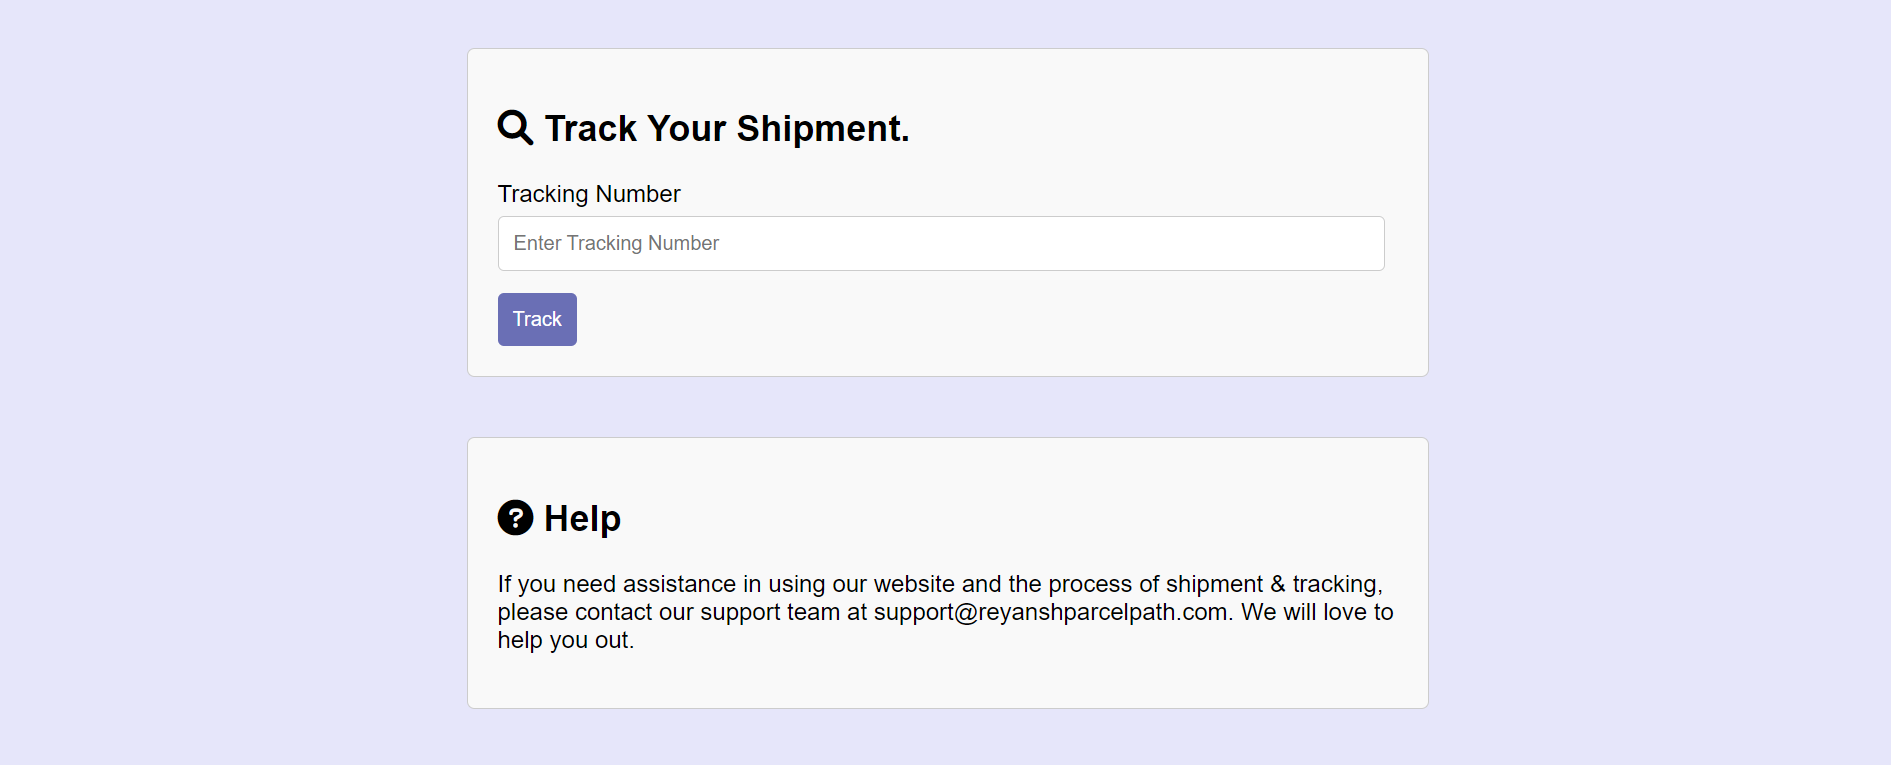 Track Your Shipment.
Tracking Number
Enter Tracking Number
Track
Help
If you need assistance in using our website and the process of shipment & tracking,
please contact our support team at support@reyanshparcelpath.com. We will love to
help you out.